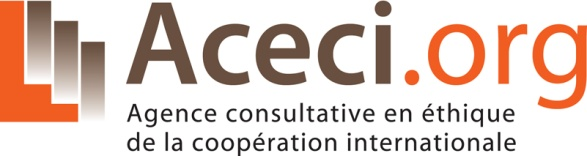 Aceci.org
Agence consultative en éthique
de la coopération internationale